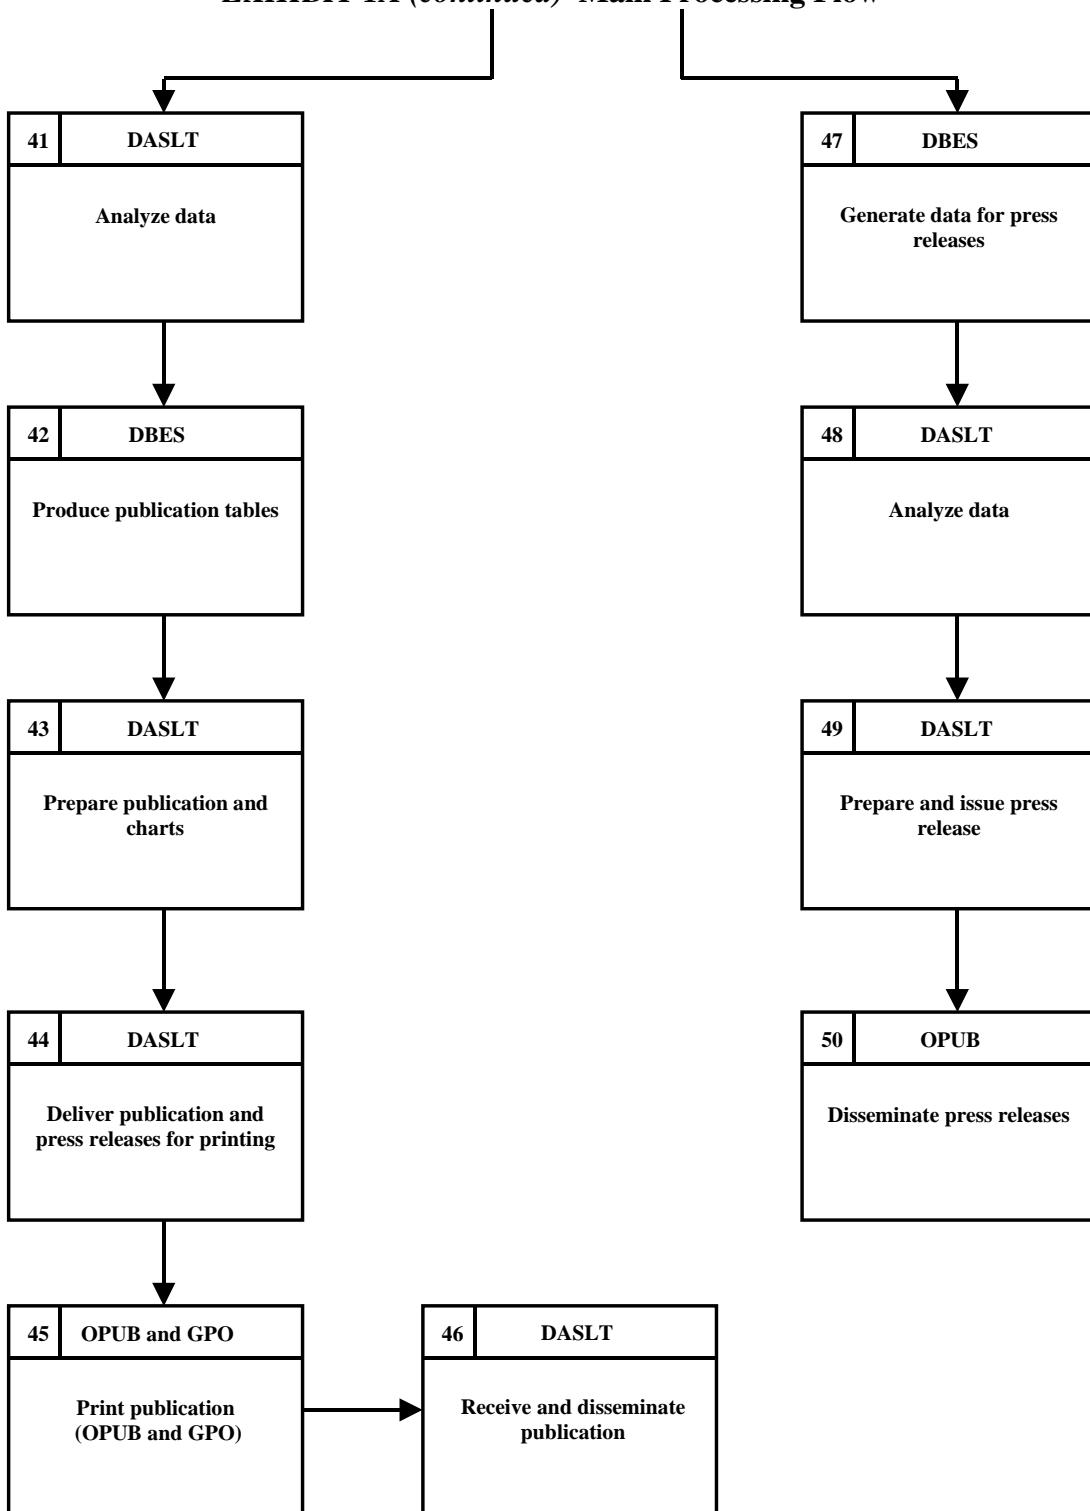 (continued) Main Processing Flow
41 DASLT
Analyze data
42 DBES
Produce publication tables
43 DASLT
Prepare publication and
charts
44 DASLT
Deliver publication and
press releases for printing
45 OPUB and GPO
Print publication
(OPUB and GPO)
46 DASLT
Receive and disseminate
publication
47 DBES
Generate data for press
releases
48 DASLT
Analyze data
49 DASLT
Prepare and issue press
release
50 OPUB
Disseminate press releases